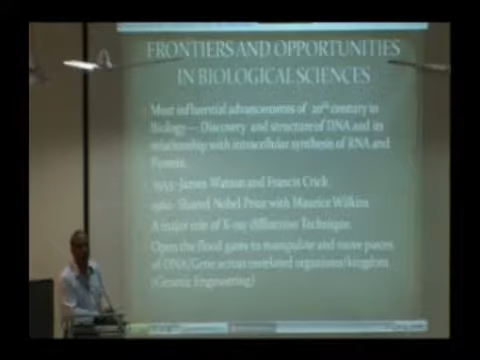 FRONTIERS AND OPPORTUNITIES
IN BIOLOGICAL SCIENCES
Most influential advancements of 20th century in
Biology— Discovery and structure of DNA and its
relationship with intracellular synthesis of RNA and
Protein.
1953-James Watson and Francis Crick
Shared Nobel Prize with Maurice Wilkins
A major role of X-ray diffraction Technique.
Open the flood gates to manipulate and move pieces
of DNA/Gene across unrelated organisms/kingdom
(Genetic Engineering)